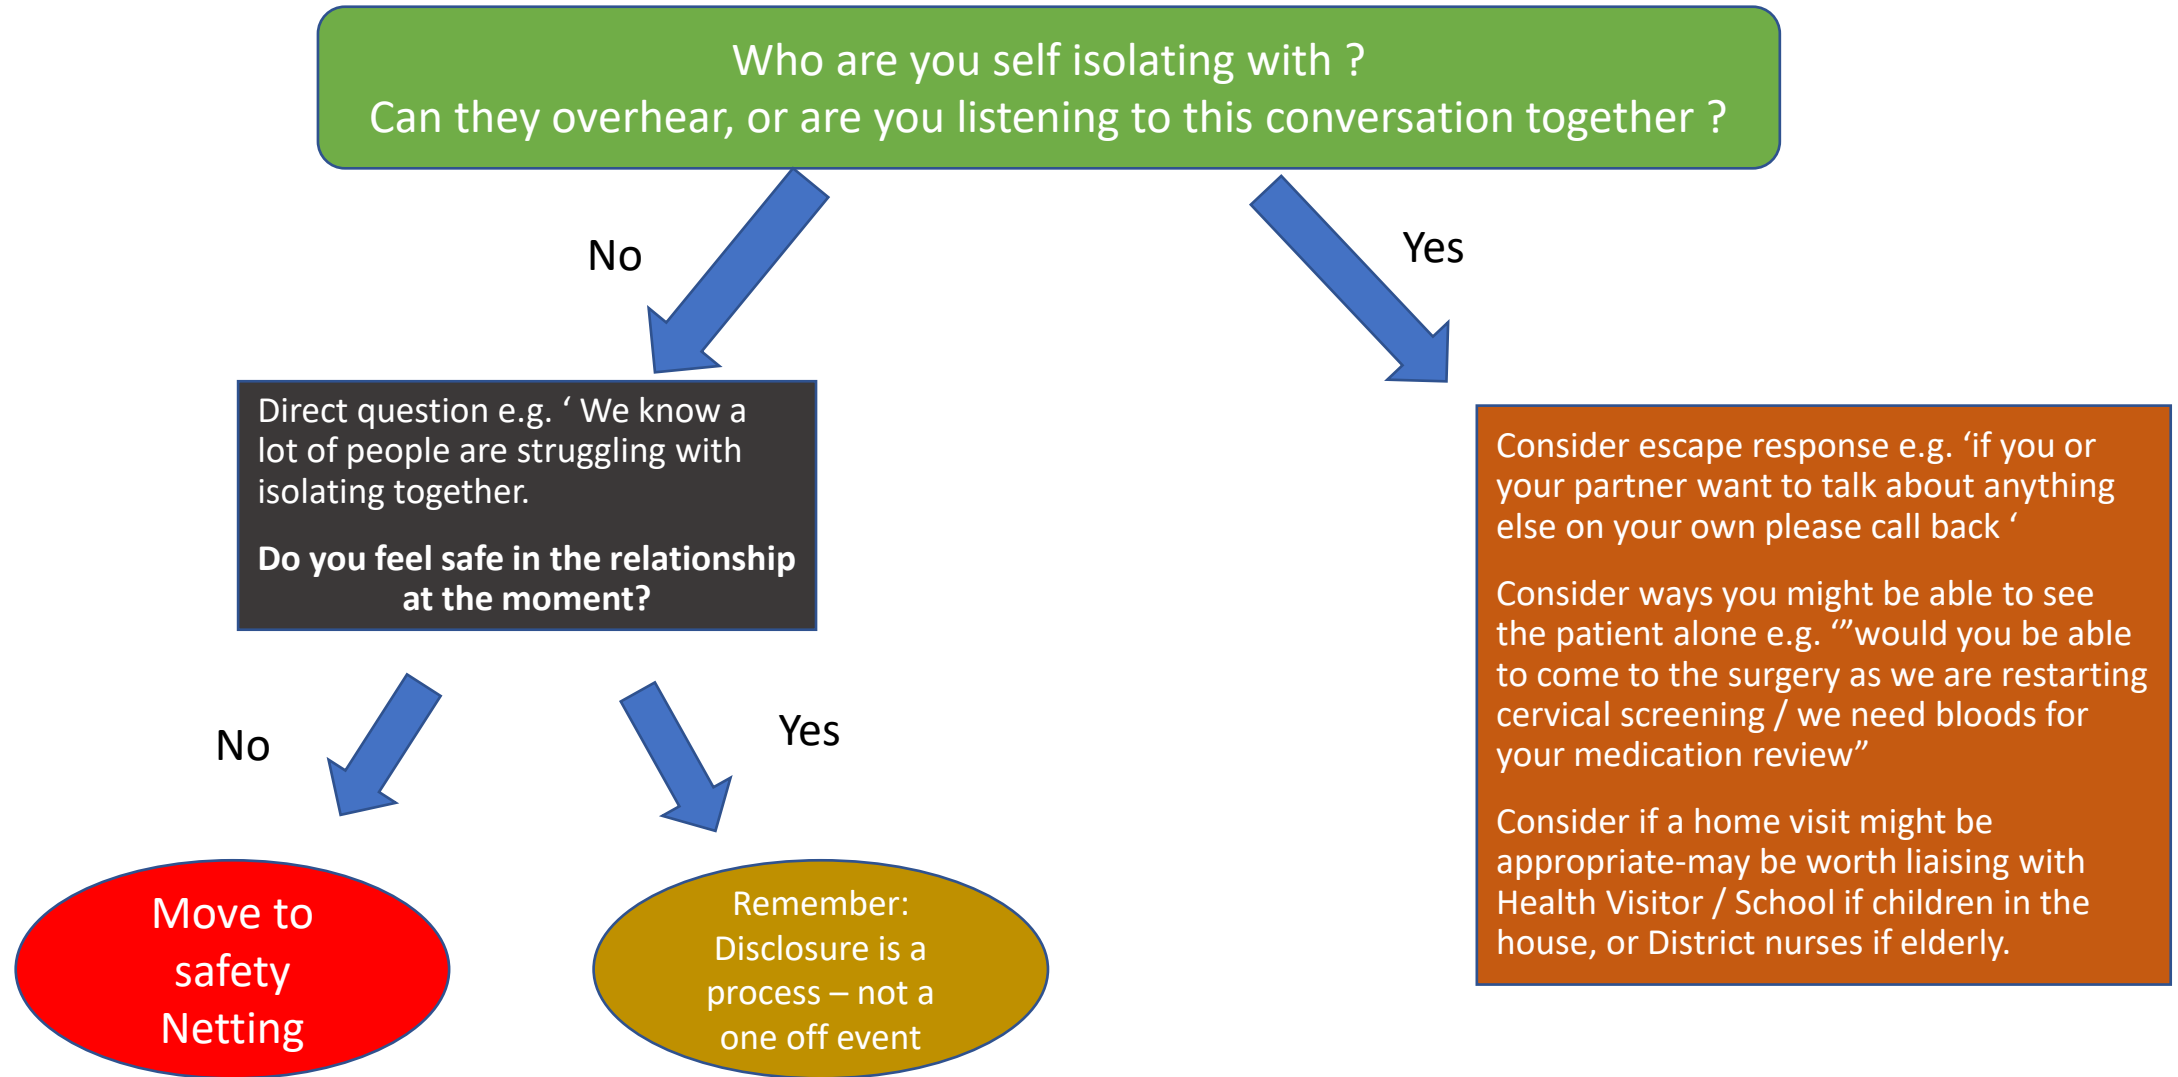 Who are you self isolating with ?
Can they overhear, or are you listening to this conversation together ?
No
Yes
Direct question e.g. ‘ We know a
lot of people are struggling with
isolating together.
Do you feel safe in the relationship
at the moment?
Consider escape response e.g. ‘if you or
your partner want to talk about anything
else on your own please call back ‘
Consider ways you might be able to see
the patient alone e.g. ‘”would you be able
to come to the surgery as we are restarting
cervical screening / we need bloods for
your medication review”
Consider if a home visit might be
appropriate-may be worth liaising with
Health Visitor / School if children in the
house, or District nurses if elderly.
No
Yes
Move to
safety
Netting
Remember:
Disclosure is a
process – not a
one off event